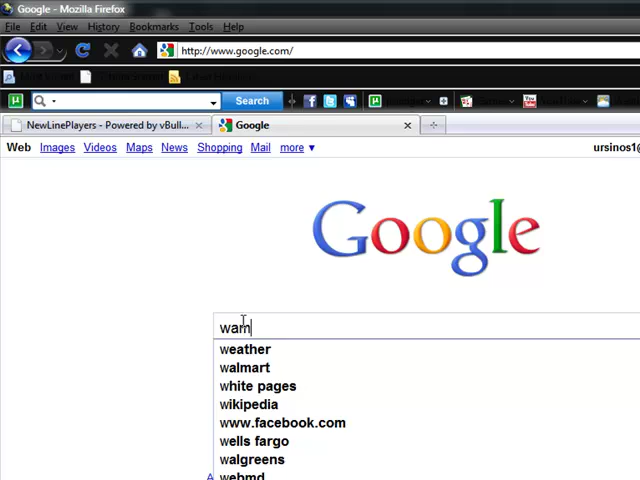 Google - Mozilla Firefox
File Edit View History Bookmarks Tools Help
http://www.google.com/
Search
NewLinePlayers - Powered by vBull...
Google
Web Images Videos Maps News Shopping Mail more ▼
ursinos1@
Google
wam
weather
walmart
white pages
wikipedia
www.facebook.com
wells fargo
walgreens
webmd
A